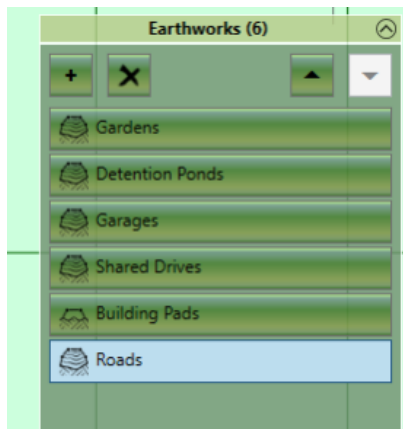 Earthworks (6)
Gardens
Detention Ponds
Garages
Shared Drives
Building Pads
Roads